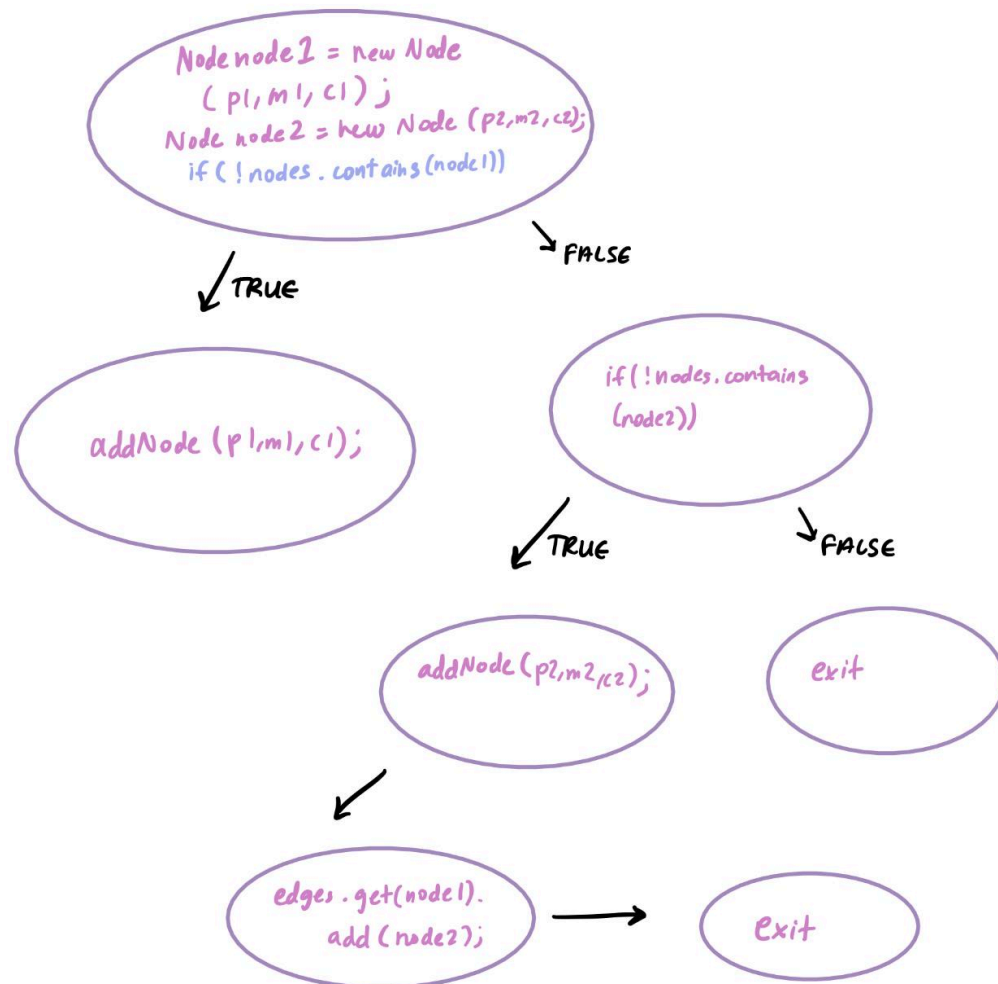 Node node1 = new Node
(p1, m1, c1);
Node node2 = new Node (p2, m2, c2);
if (!nodes.contains(node1))
TRUE
FALSE
addNode (p1, m1, c1);
if (!nodes.contains
(node2))
TRUE
FALSE
addNode (p2, m2, c2);
exit
edges.get(node1).
add (node2);
exit